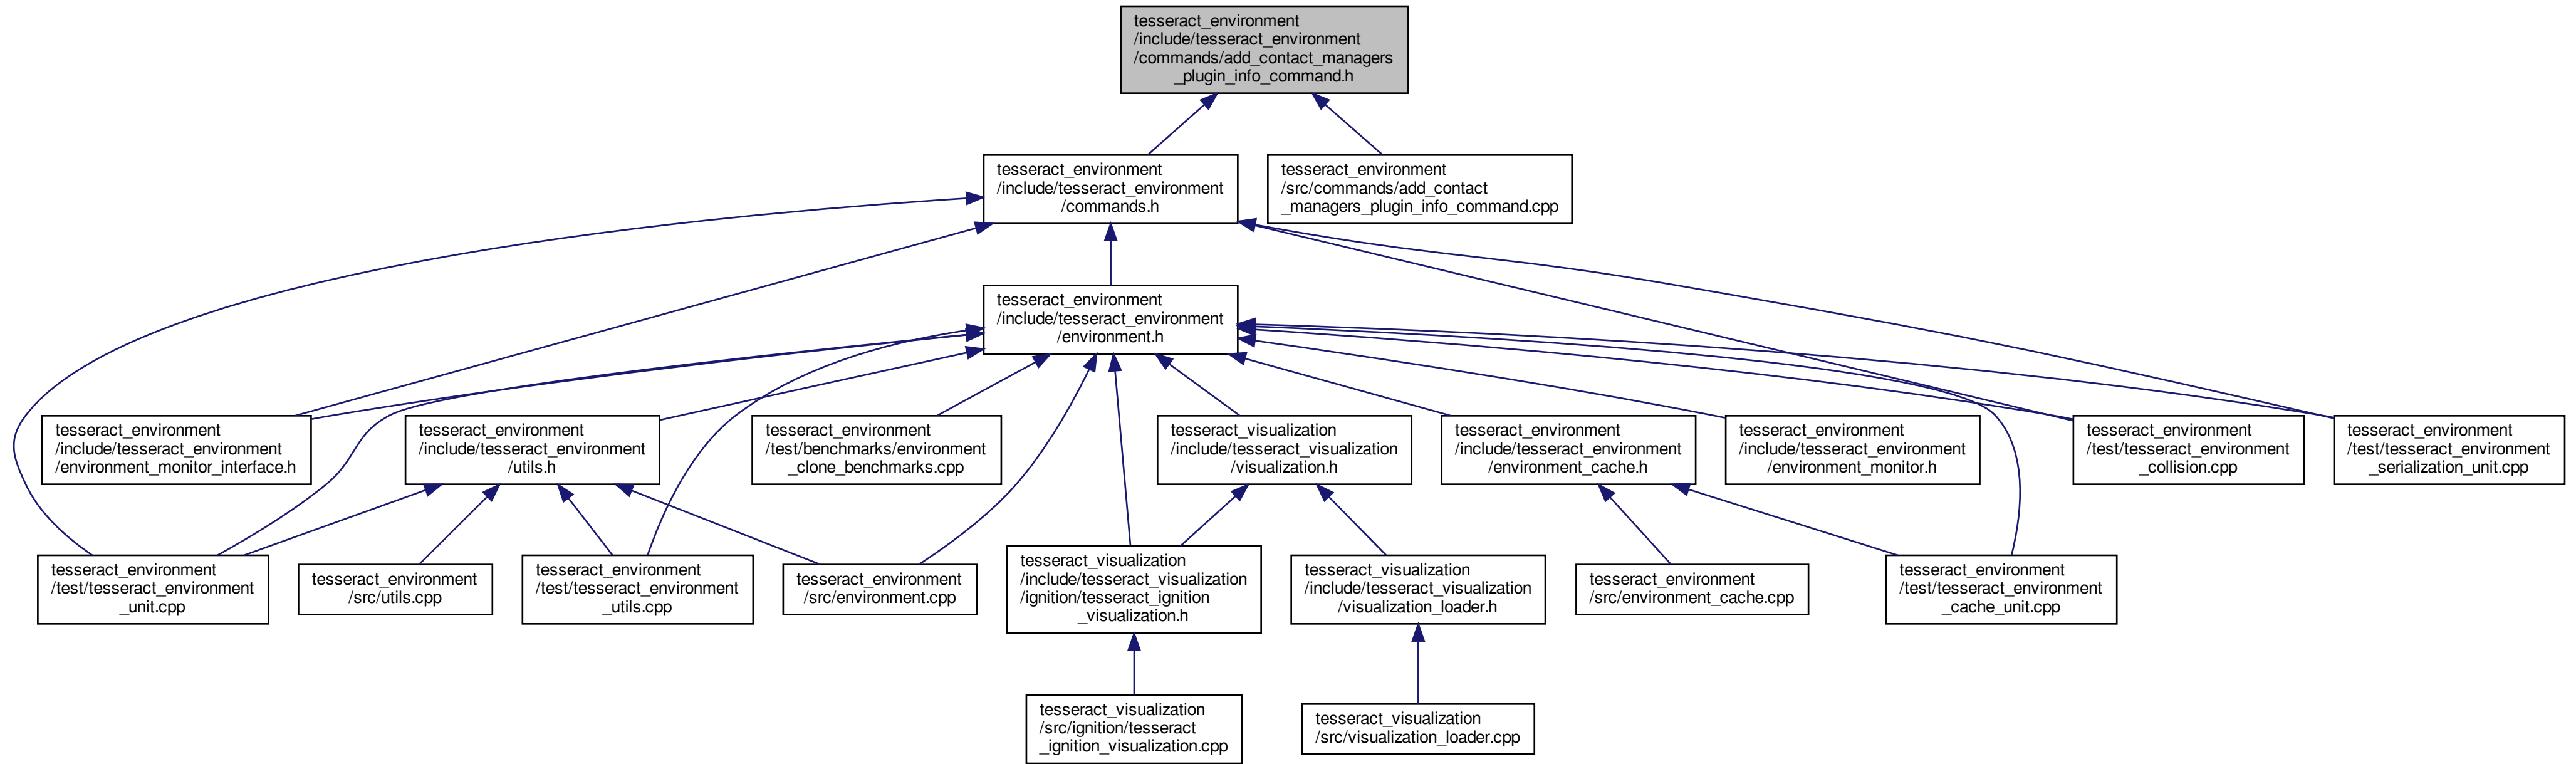 tesseract_environment
/include/tesseract_environment
/commands/add_contact_managers
_plugin_info_command.h
tesseract_environment
/include/tesseract_environment
/commands.h
tesseract_environment
/src/commands/add_contact
_managers_plugin_info_command.cpp
tesseract_environment
/include/tesseract_environment
/environment.h
tesseract_environment
/include/tesseract_environment
/environment_monitor_interface.h
tesseract_environment
/include/tesseract_environment
/utils.h
tesseract_environment
/test/benchmarks/environment
_clone_benchmarks.cpp
tesseract_visualization
/include/tesseract_visualization
/visualization.h
tesseract_environment
/include/tesseract_environment
/environment_cache.h
tesseract_environment
/include/tesseract_environment
/environment_monitor.h
tesseract_environment
/test/tesseract_environment
_collision.cpp
tesseract_environment
/test/tesseract_environment
_serialization_unit.cpp
tesseract_environment
/test/tesseract_environment
_unit.cpp
tesseract_environment
/src/utils.cpp
tesseract_environment
/test/tesseract_environment
_utils.cpp
tesseract_environment
/src/environment.cpp
tesseract_visualization
/include/tesseract_visualization
/ignition/tesseract_ignition
_visualization.h
tesseract_visualization
/include/tesseract_visualization
/visualization_loader.h
tesseract_environment
/src/environment_cache.cpp
tesseract_environment
/test/tesseract_environment
_cache_unit.cpp
tesseract_visualization
/src/ignition/tesseract
_ignition_visualization.cpp
tesseract_visualization
/src/visualization_loader.cpp